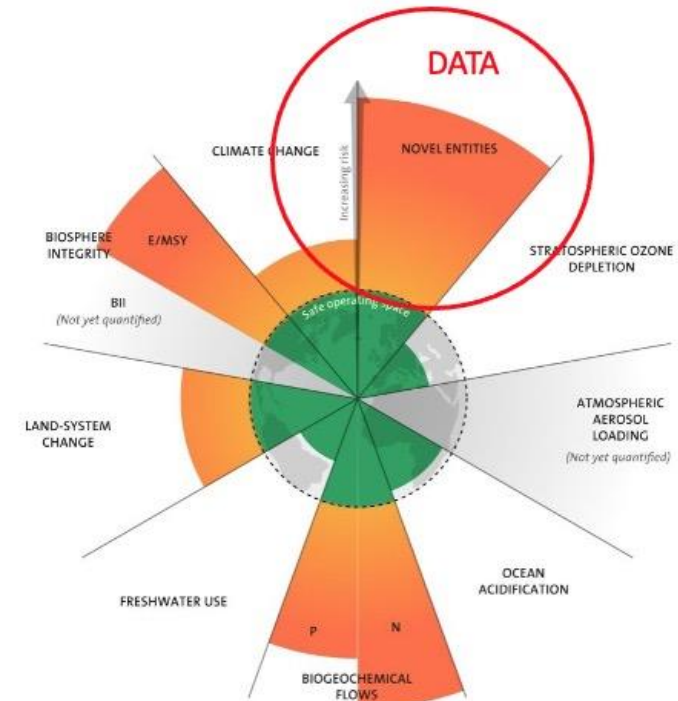 DATA
CLIMATE CHANGE
NOVEL ENTITIES
Increasing risk
STRATOSPHERIC OZONE
DEPLETION
BIOSPHERE
INTEGRITY
E/MSY
BII
(Not yet quantified)
Safe operating space
ATMOSPHERIC
AEROSOL
LOADING
(Not yet quantified)
LAND-SYSTEM
CHANGE
OCEAN
ACIDIFICATION
FRESHWATER USE
P
N
BIOGEOCHEMICAL
FLOWS